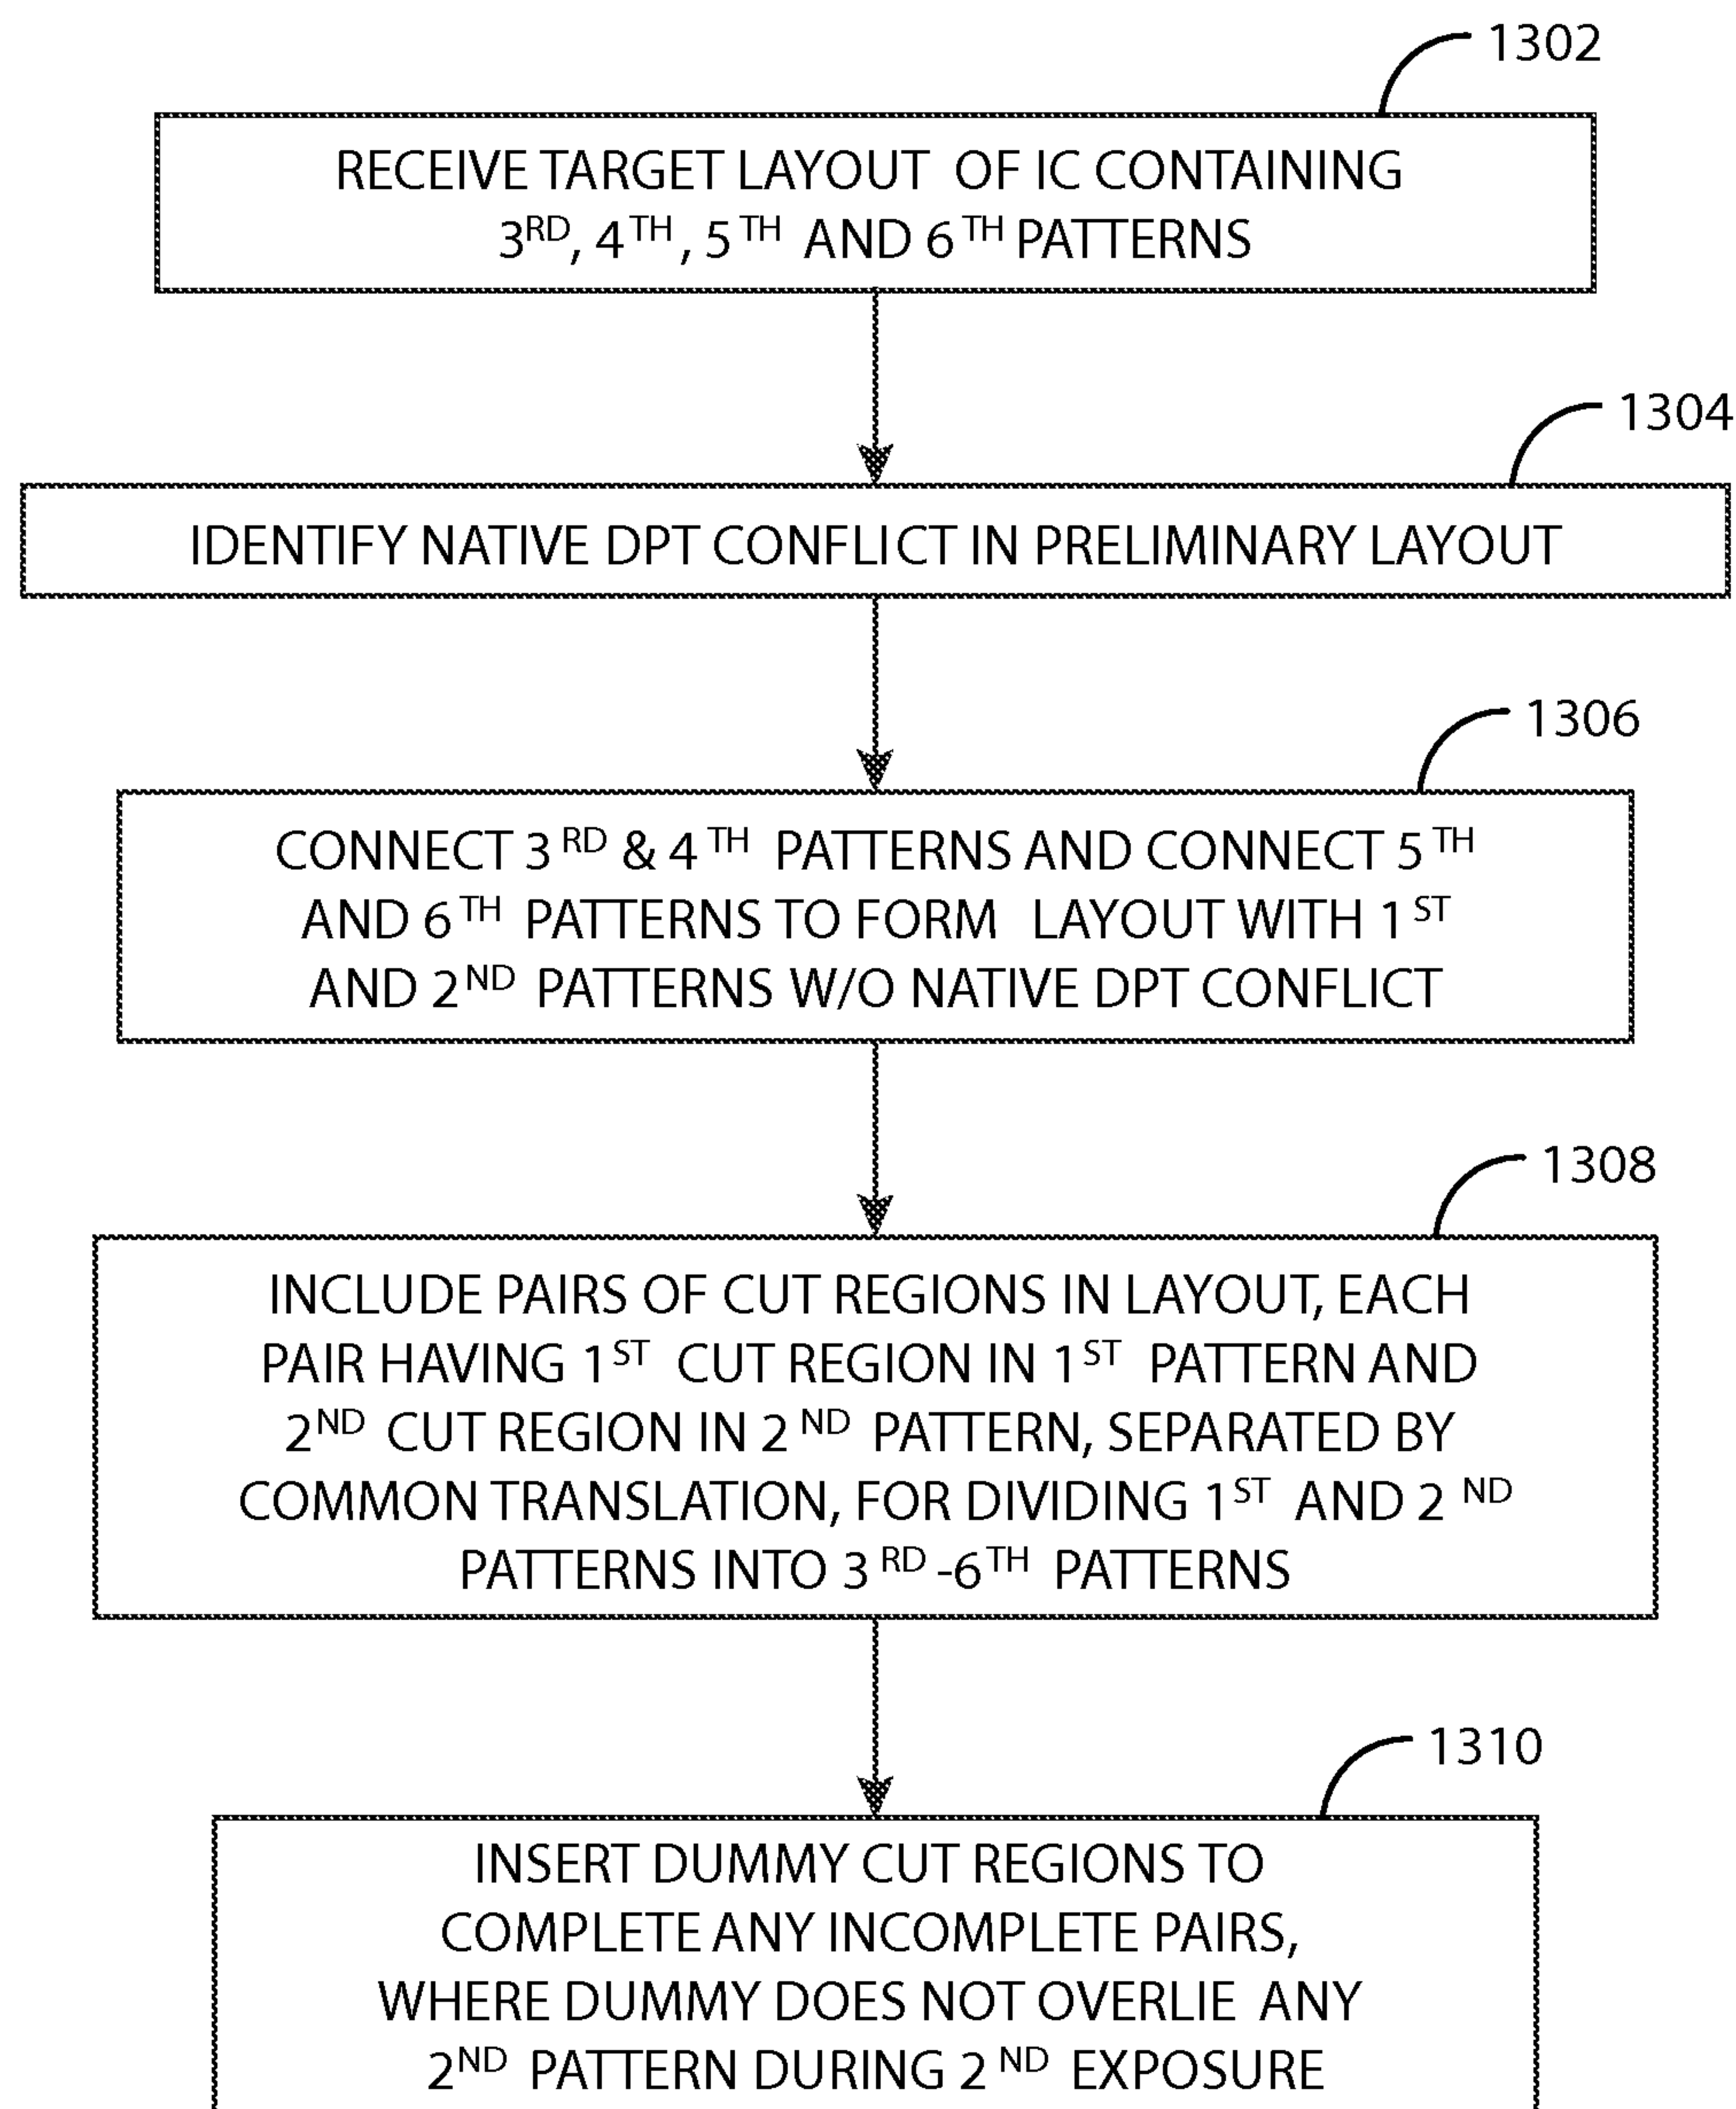 1302
RECEIVE TARGET LAYOUT OF IC CONTAINING
3RD, 4TH, 5TH AND 6TH PATTERNS
1304
IDENTIFY NATIVE DPT CONFLICT IN PRELIMINARY LAYOUT
1306
CONNECT 3RD & 4TH PATTERNS AND CONNECT 5TH
AND 6TH PATTERNS TO FORM LAYOUT WITH 1ST
AND 2ND PATTERNS W/O NATIVE DPT CONFLICT
1308
INCLUDE PAIRS OF CUT REGIONS IN LAYOUT, EACH
PAIR HAVING 1ST CUT REGION IN 1ST PATTERN AND
2ND CUT REGION IN 2ND PATTERN, SEPARATED BY
COMMON TRANSLATION, FOR DIVIDING 1ST AND 2ND
PATTERNS INTO 3RD-6TH PATTERNS
1310
INSERT DUMMY CUT REGIONS TO
COMPLETE ANY INCOMPLETE PAIRS,
WHERE DUMMY DOES NOT OVERLIE ANY
2ND PATTERN DURING 2ND EXPOSURE